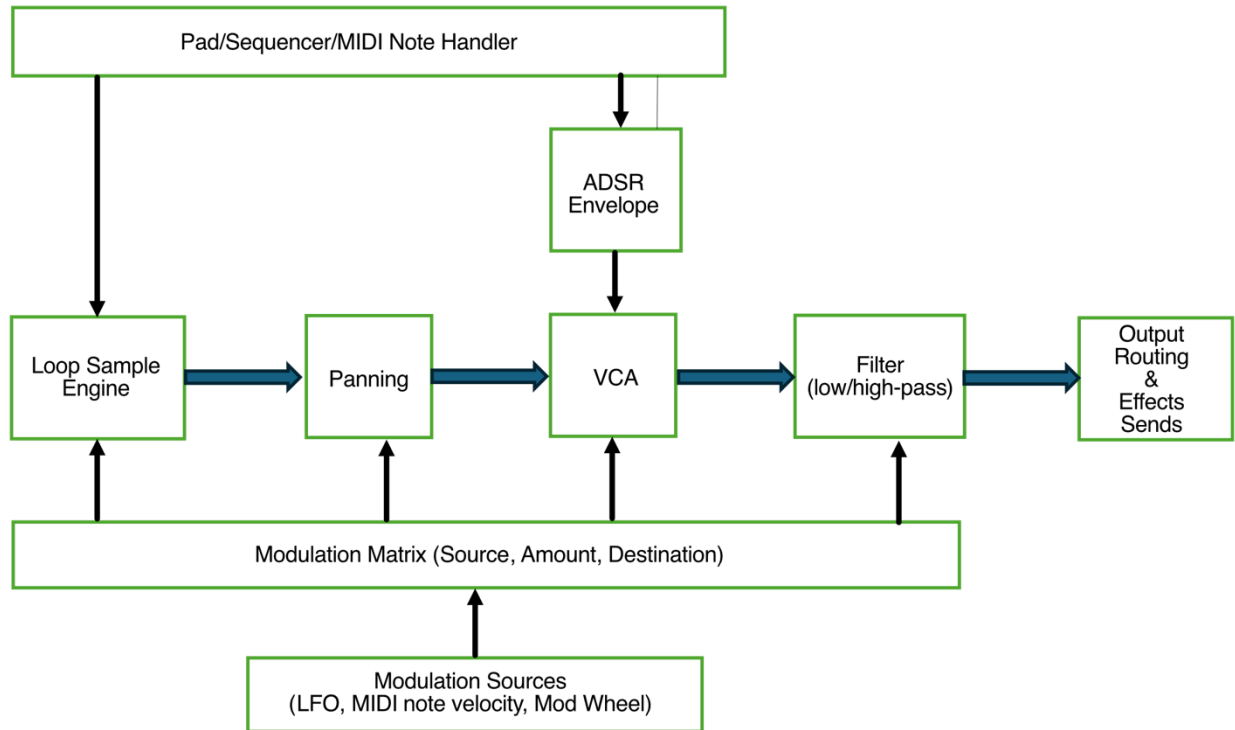 Pad/Sequencer/MIDI Note Handler
ADSR
Envelope
Loop Sample
Engine
Panning
VCA
Filter
(low/high-pass)
Output
Routing
&
Effects
Sends
Modulation Matrix (Source, Amount, Destination)
Modulation Sources
(LFO, MIDI note velocity, Mod Wheel)